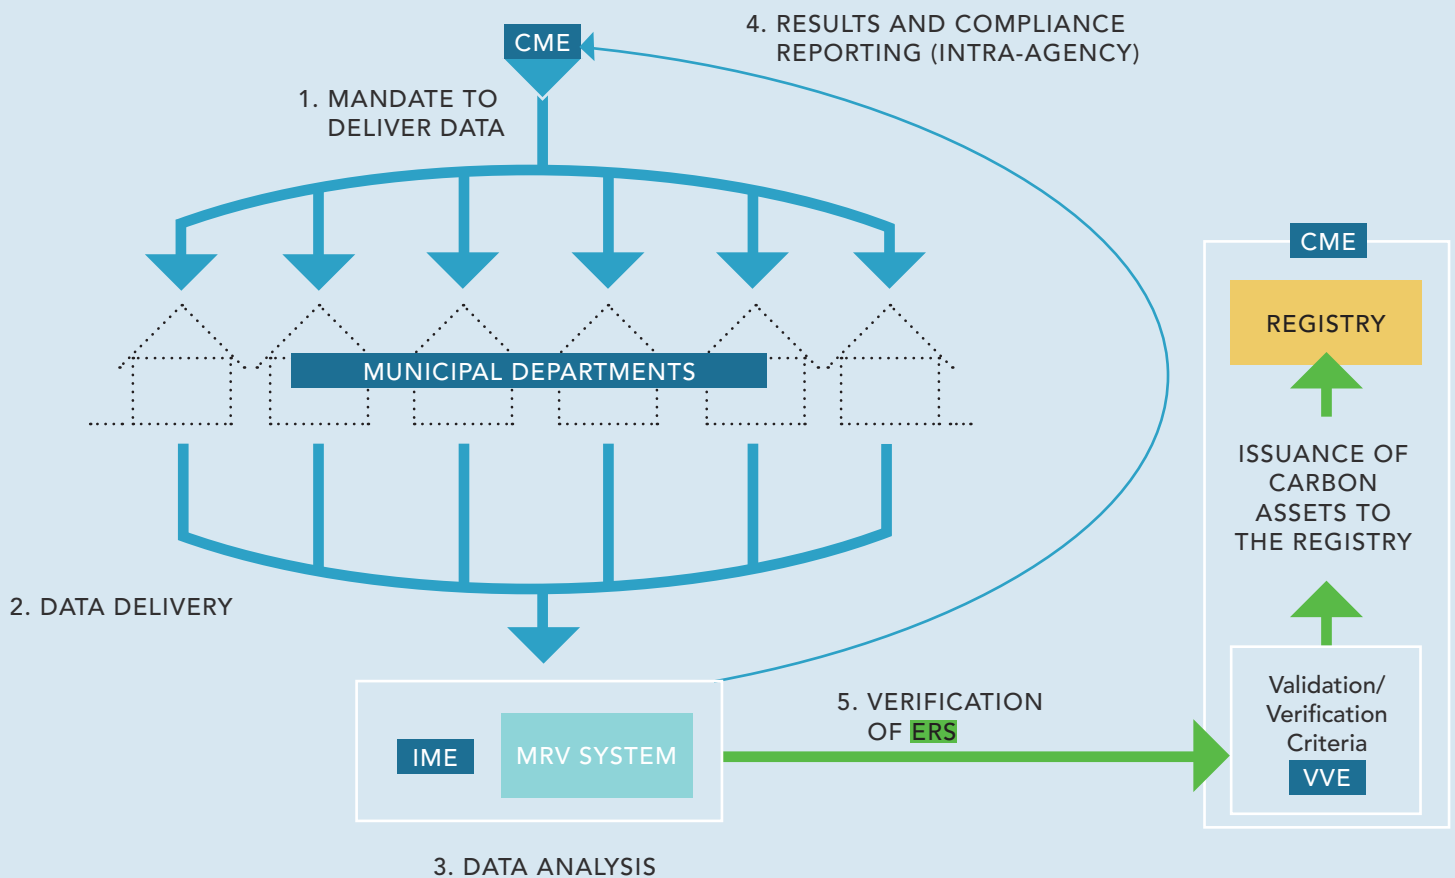 CME
4. RESULTS AND COMPLIANCE
REPORTING (INTRA-AGENCY)
1. MANDATE TO
DELIVER DATA
MUNICIPAL DEPARTMENTS
2. DATA DELIVERY
IME
MRV SYSTEM
3. DATA ANALYSIS
5. VERIFICATION
OF ERS
CME
REGISTRY
ISSUANCE OF
CARBON
ASSETS TO
THE REGISTRY
Validation/
Verification
Criteria
VVE